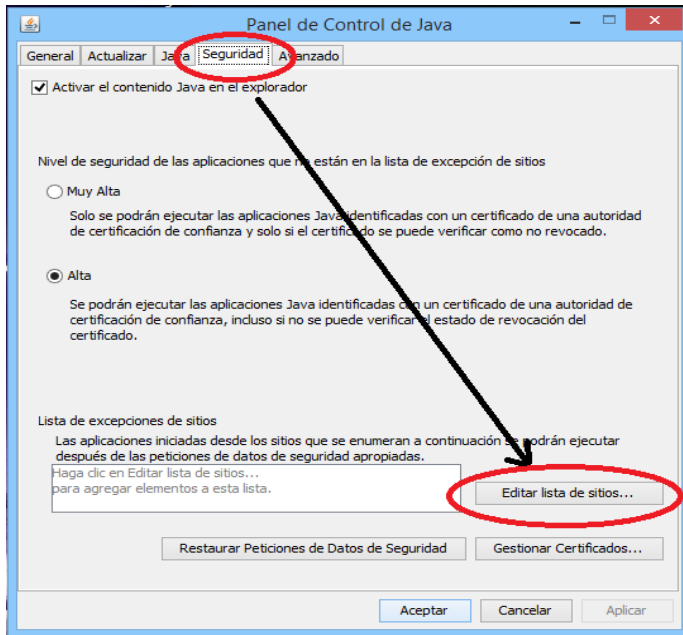 Panel de Control de Java
General Actualizar Java Seguridad Avanzado
Activar el contenido Java en el explorador
Nivel de seguridad de las aplicaciones que no están en la lista de excepción de sitios
Muy Alta
Solo se podrán ejecutar las aplicaciones Java identificadas con un certificado de una autoridad
de certificación de confianza y solo si el certificado se puede verificar como no revocado.
Alta
Se podrán ejecutar las aplicaciones Java identificadas con un certificado de una autoridad de
certificación de confianza, incluso si no se puede verificar el estado de revocación del
certificado.
Lista de excepciones de sitios
Las aplicaciones iniciadas desde los sitios que se enumeran a continuación se podrán ejecutar
después de las peticiones de datos de seguridad apropiadas.
Haga clic en Editar lista de sitios...
para agregar elementos a esta lista.
Editar lista de sitios...
Restaurar Peticiones de Datos de Seguridad Gestionar Certificados...
Aceptar Cancelar Aplicar